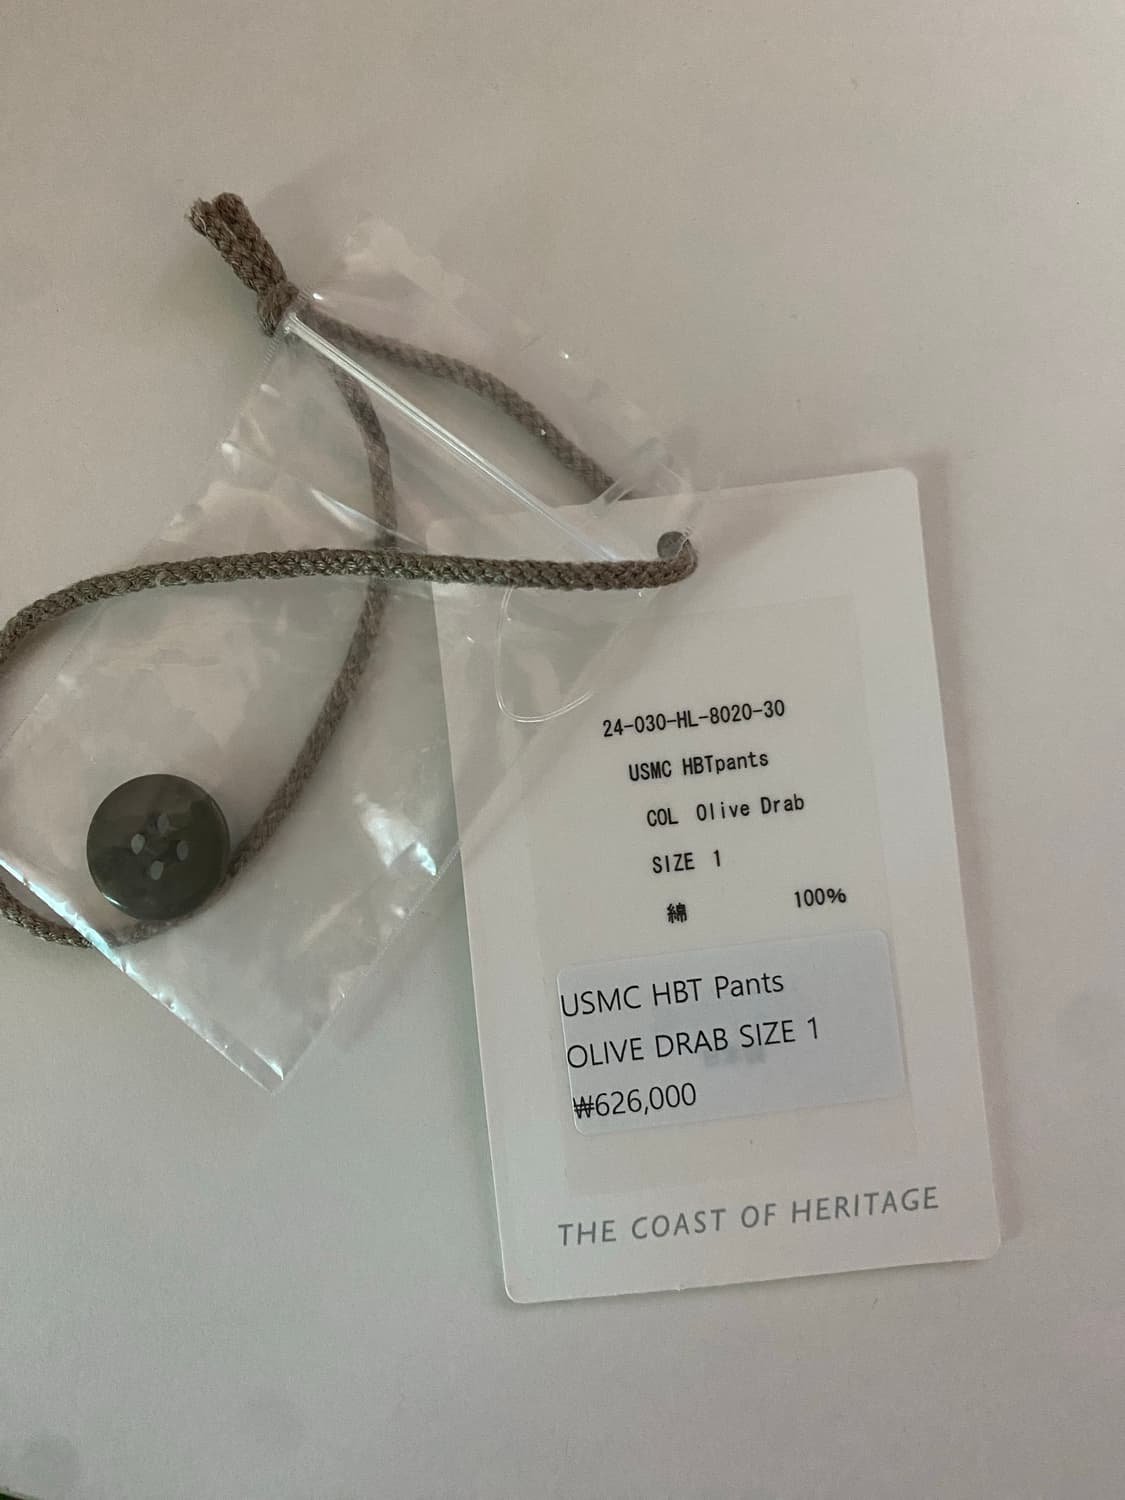 24-030-HL-8020-30
USMC HBTpants
COL Olive Drab
SIZE 1
綿 100%
USMC HBT Pants
OLIVE DRAB SIZE 1
₩626,000
THE COAST OF HERITAGE